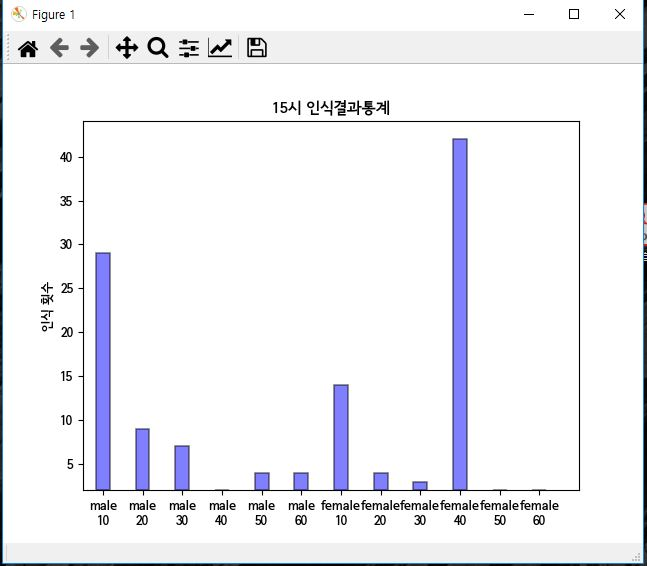 Figure 1
15시 인식결과통계
인식 횟수
40
35
30
25
20
15
10
5
male 10
male 20
male 30
male 40
male 50
male 60
female 10
female 20
female 30
female 40
female 50
female 60